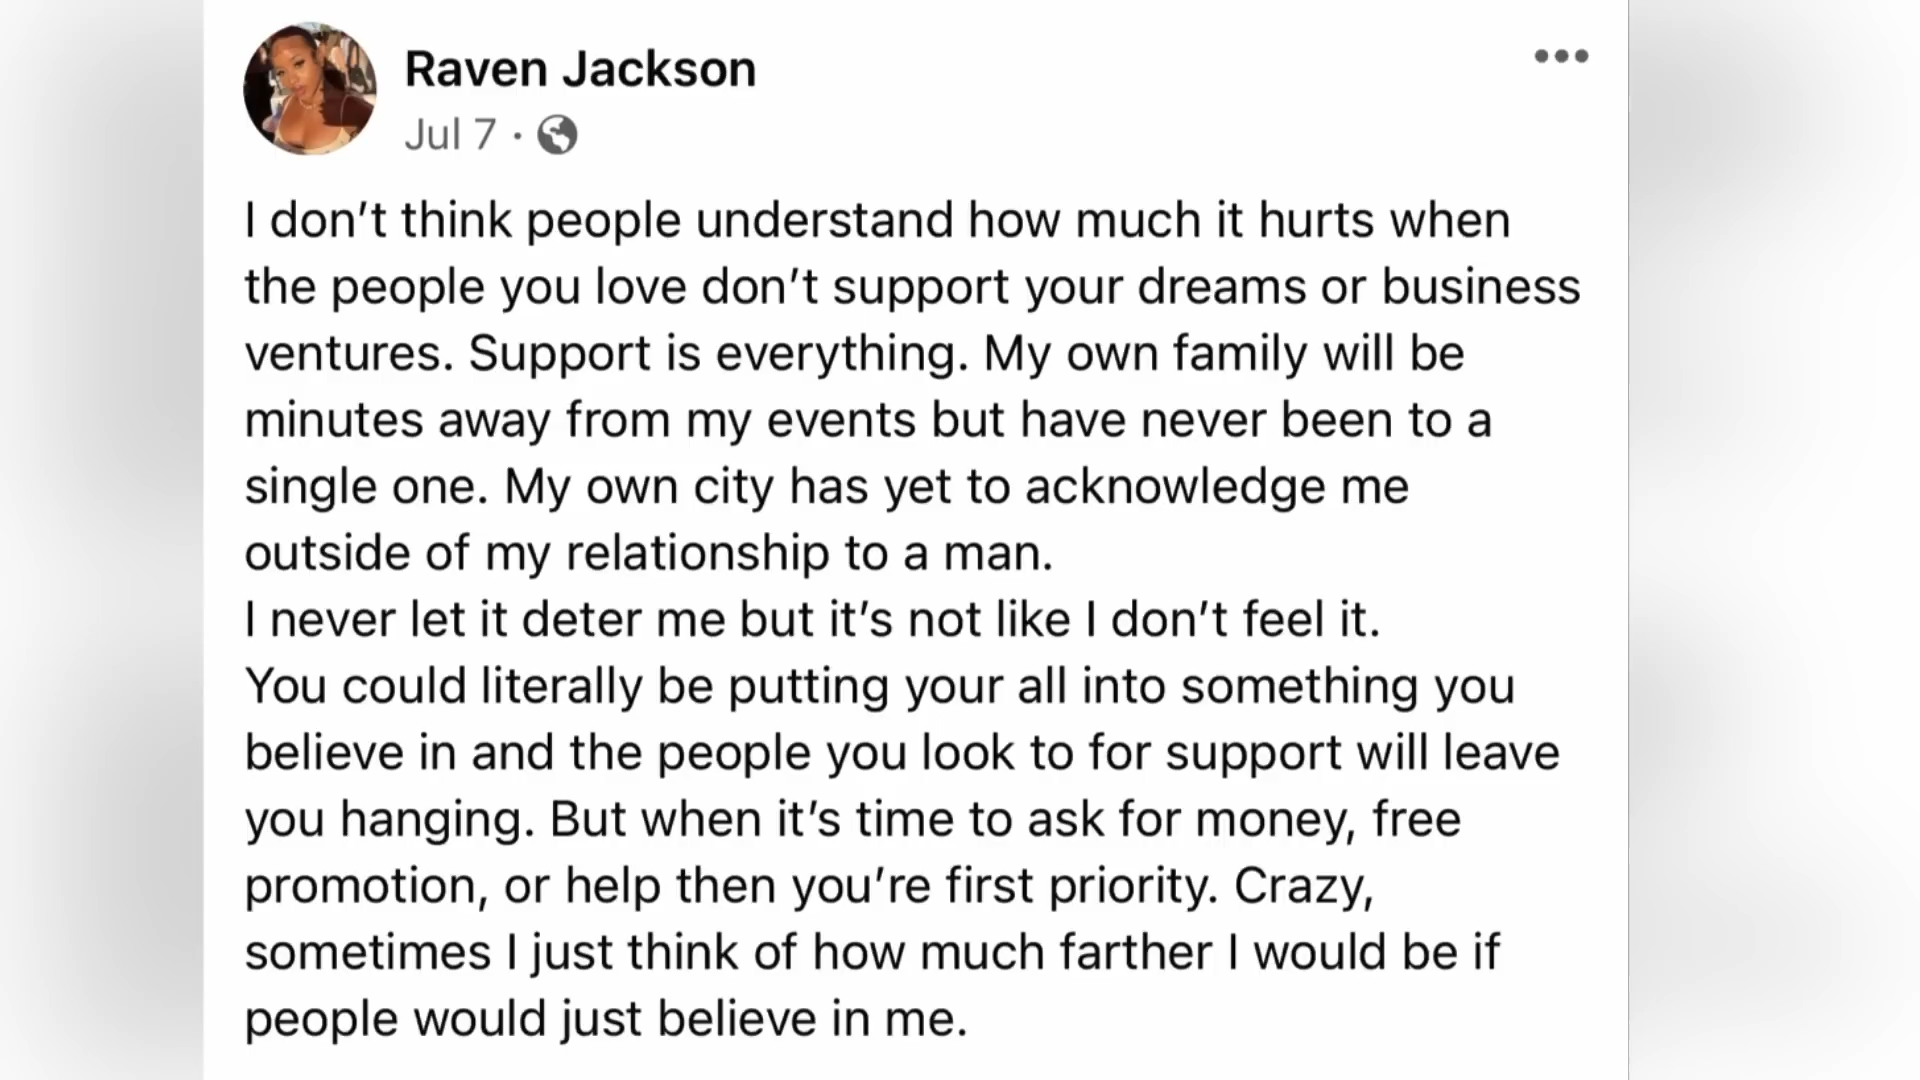 Raven Jackson
Jul 7 ·
I don’t think people understand how much it hurts when
the people you love don’t support your dreams or business
ventures. Support is everything. My own family will be
minutes away from my events but have never been to a
single one. My own city has yet to acknowledge me
outside of my relationship to a man.
I never let it deter me but it’s not like I don’t feel it.
You could literally be putting your all into something you
believe in and the people you look to for support will leave
you hanging. But when it’s time to ask for money, free
promotion, or help then you’re first priority. Crazy,
sometimes I just think of how much farther I would be if
people would just believe in me.